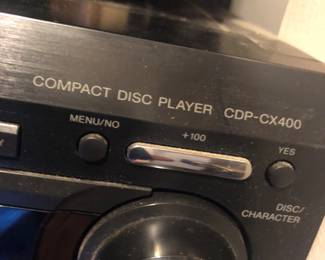 COMPACT DISC PLAYER CDP-CX400
MENU/NO
+100
YES
DISC/
CHARACTER